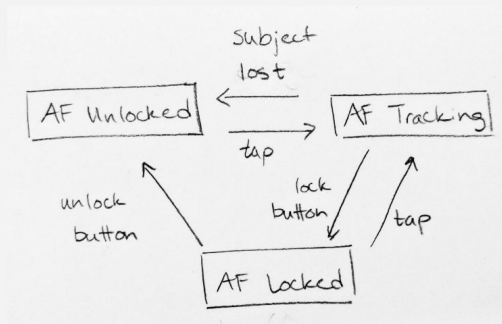 subject
lost
AF Unlocked
AF Tracking
tap
unlock
button
lock
button
tap
AF Locked